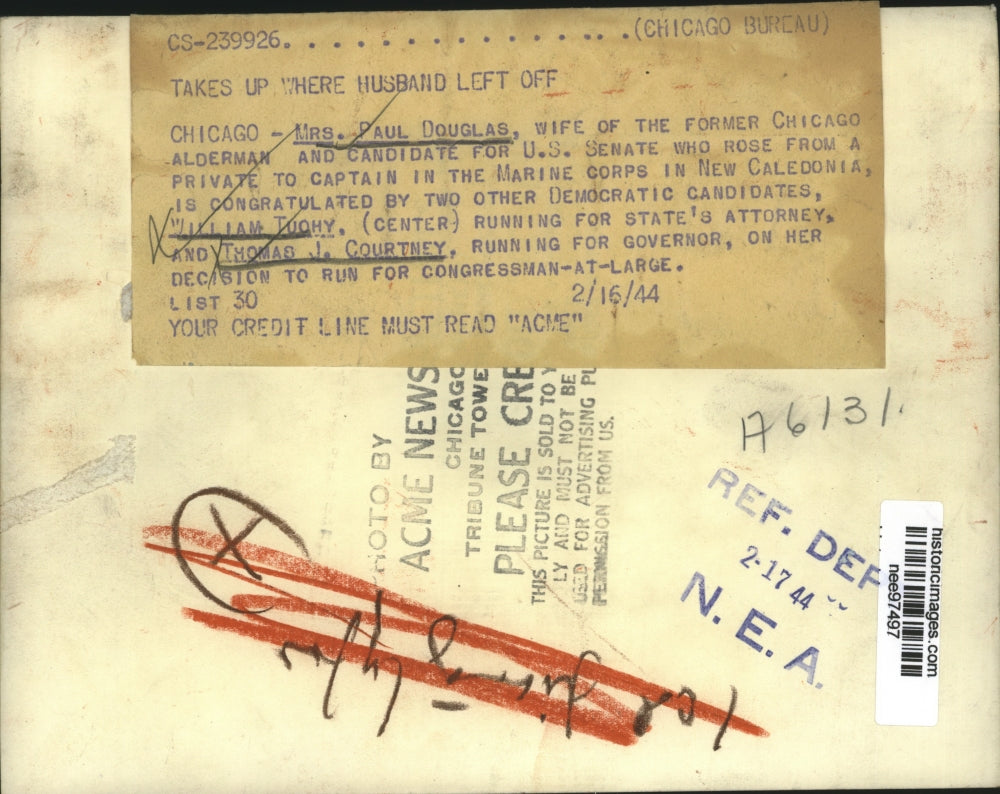 CS-239926. . . . . . . . . . . . . . . . .(CHICAGO BUREAU)
TAKES UP WHERE HUSBAND LEFT OFF
CHICAGO - MRS. PAUL DOUGLAS, WIFE OF THE FORMER CHICAGO
ALDERMAN AND CANDIDATE FOR U.S. SENATE WHO ROSE FROM A
PRIVATE TO CAPTAIN IN THE MARINE CORPS IN NEW CALEDONIA,
IS CONGRATULATED BY TWO OTHER DEMOCRATIC CANDIDATES,
WILLIAM TUOHY, (CENTER) RUNNING FOR STATE'S ATTORNEY,
AND THOMAS J. COURTNEY, RUNNING FOR GOVERNOR, ON HER
DECISION TO RUN FOR CONGRESSMAN-AT-LARGE.
LIST 30 2/16/44
YOUR CREDIT LINE MUST READ "ACME"
PHOTO BY
ACME NEWS
CHICAGO
TRIBUNE TOWE
PLEASE CRE
THIS PICTURE IS SOLD TO Y
LY AND MUST NOT BE
USED FOR ADVERTISING PU
PERMISSION FROM US.
A6131.
REF. DEP
2-17 44
N. E. A.
historicimages.com
nee97497
X
1 col